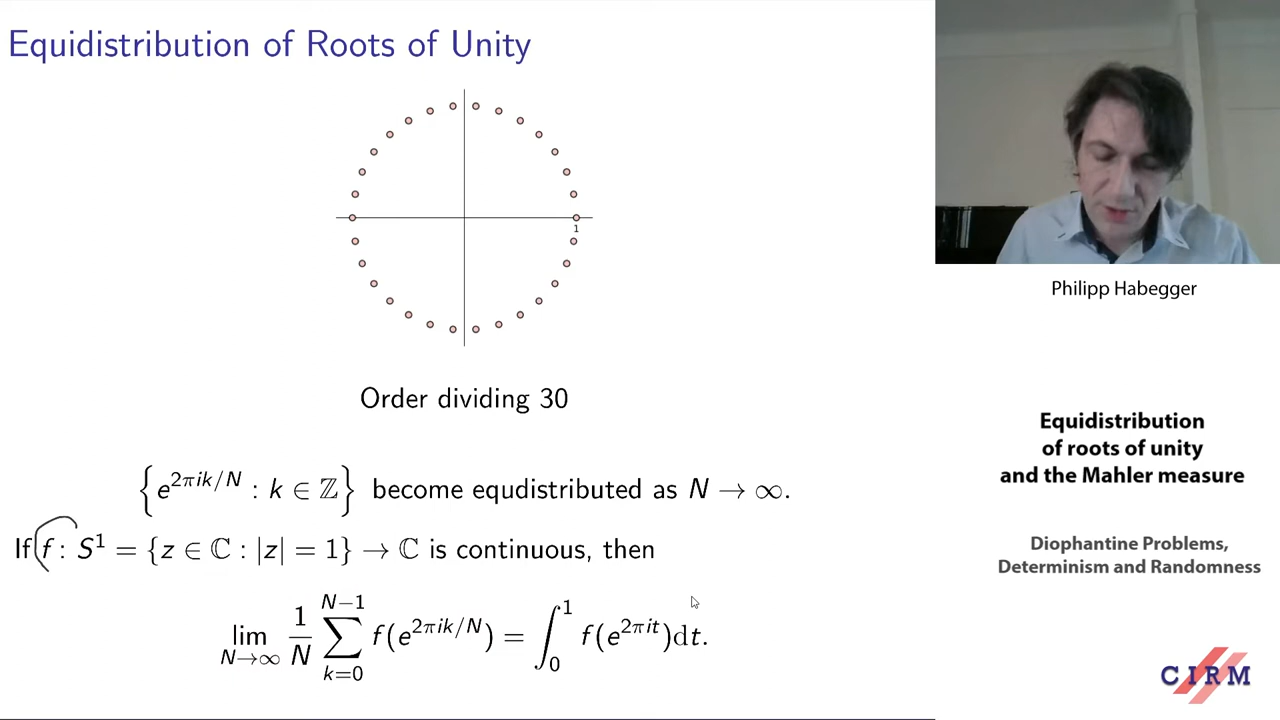 Equidistribution of Roots of Unity
1
Order dividing 30
{e^{2πik/N} : k ∈ ℤ} become equdistributed as N → ∞.
If f : S¹ = {z ∈ ℂ : |z| = 1} → ℂ is continuous, then
lim_{N→∞} 1/N ∑_{k=0}^{N−1} f(e^{2πik/N}) = ∫_0^1 f(e^{2πit})dt.
Philipp Habegger
Equidistribution
of roots of unity
and the Mahler measure
Diophantine Problems,
Determinism and Randomness
CIRM